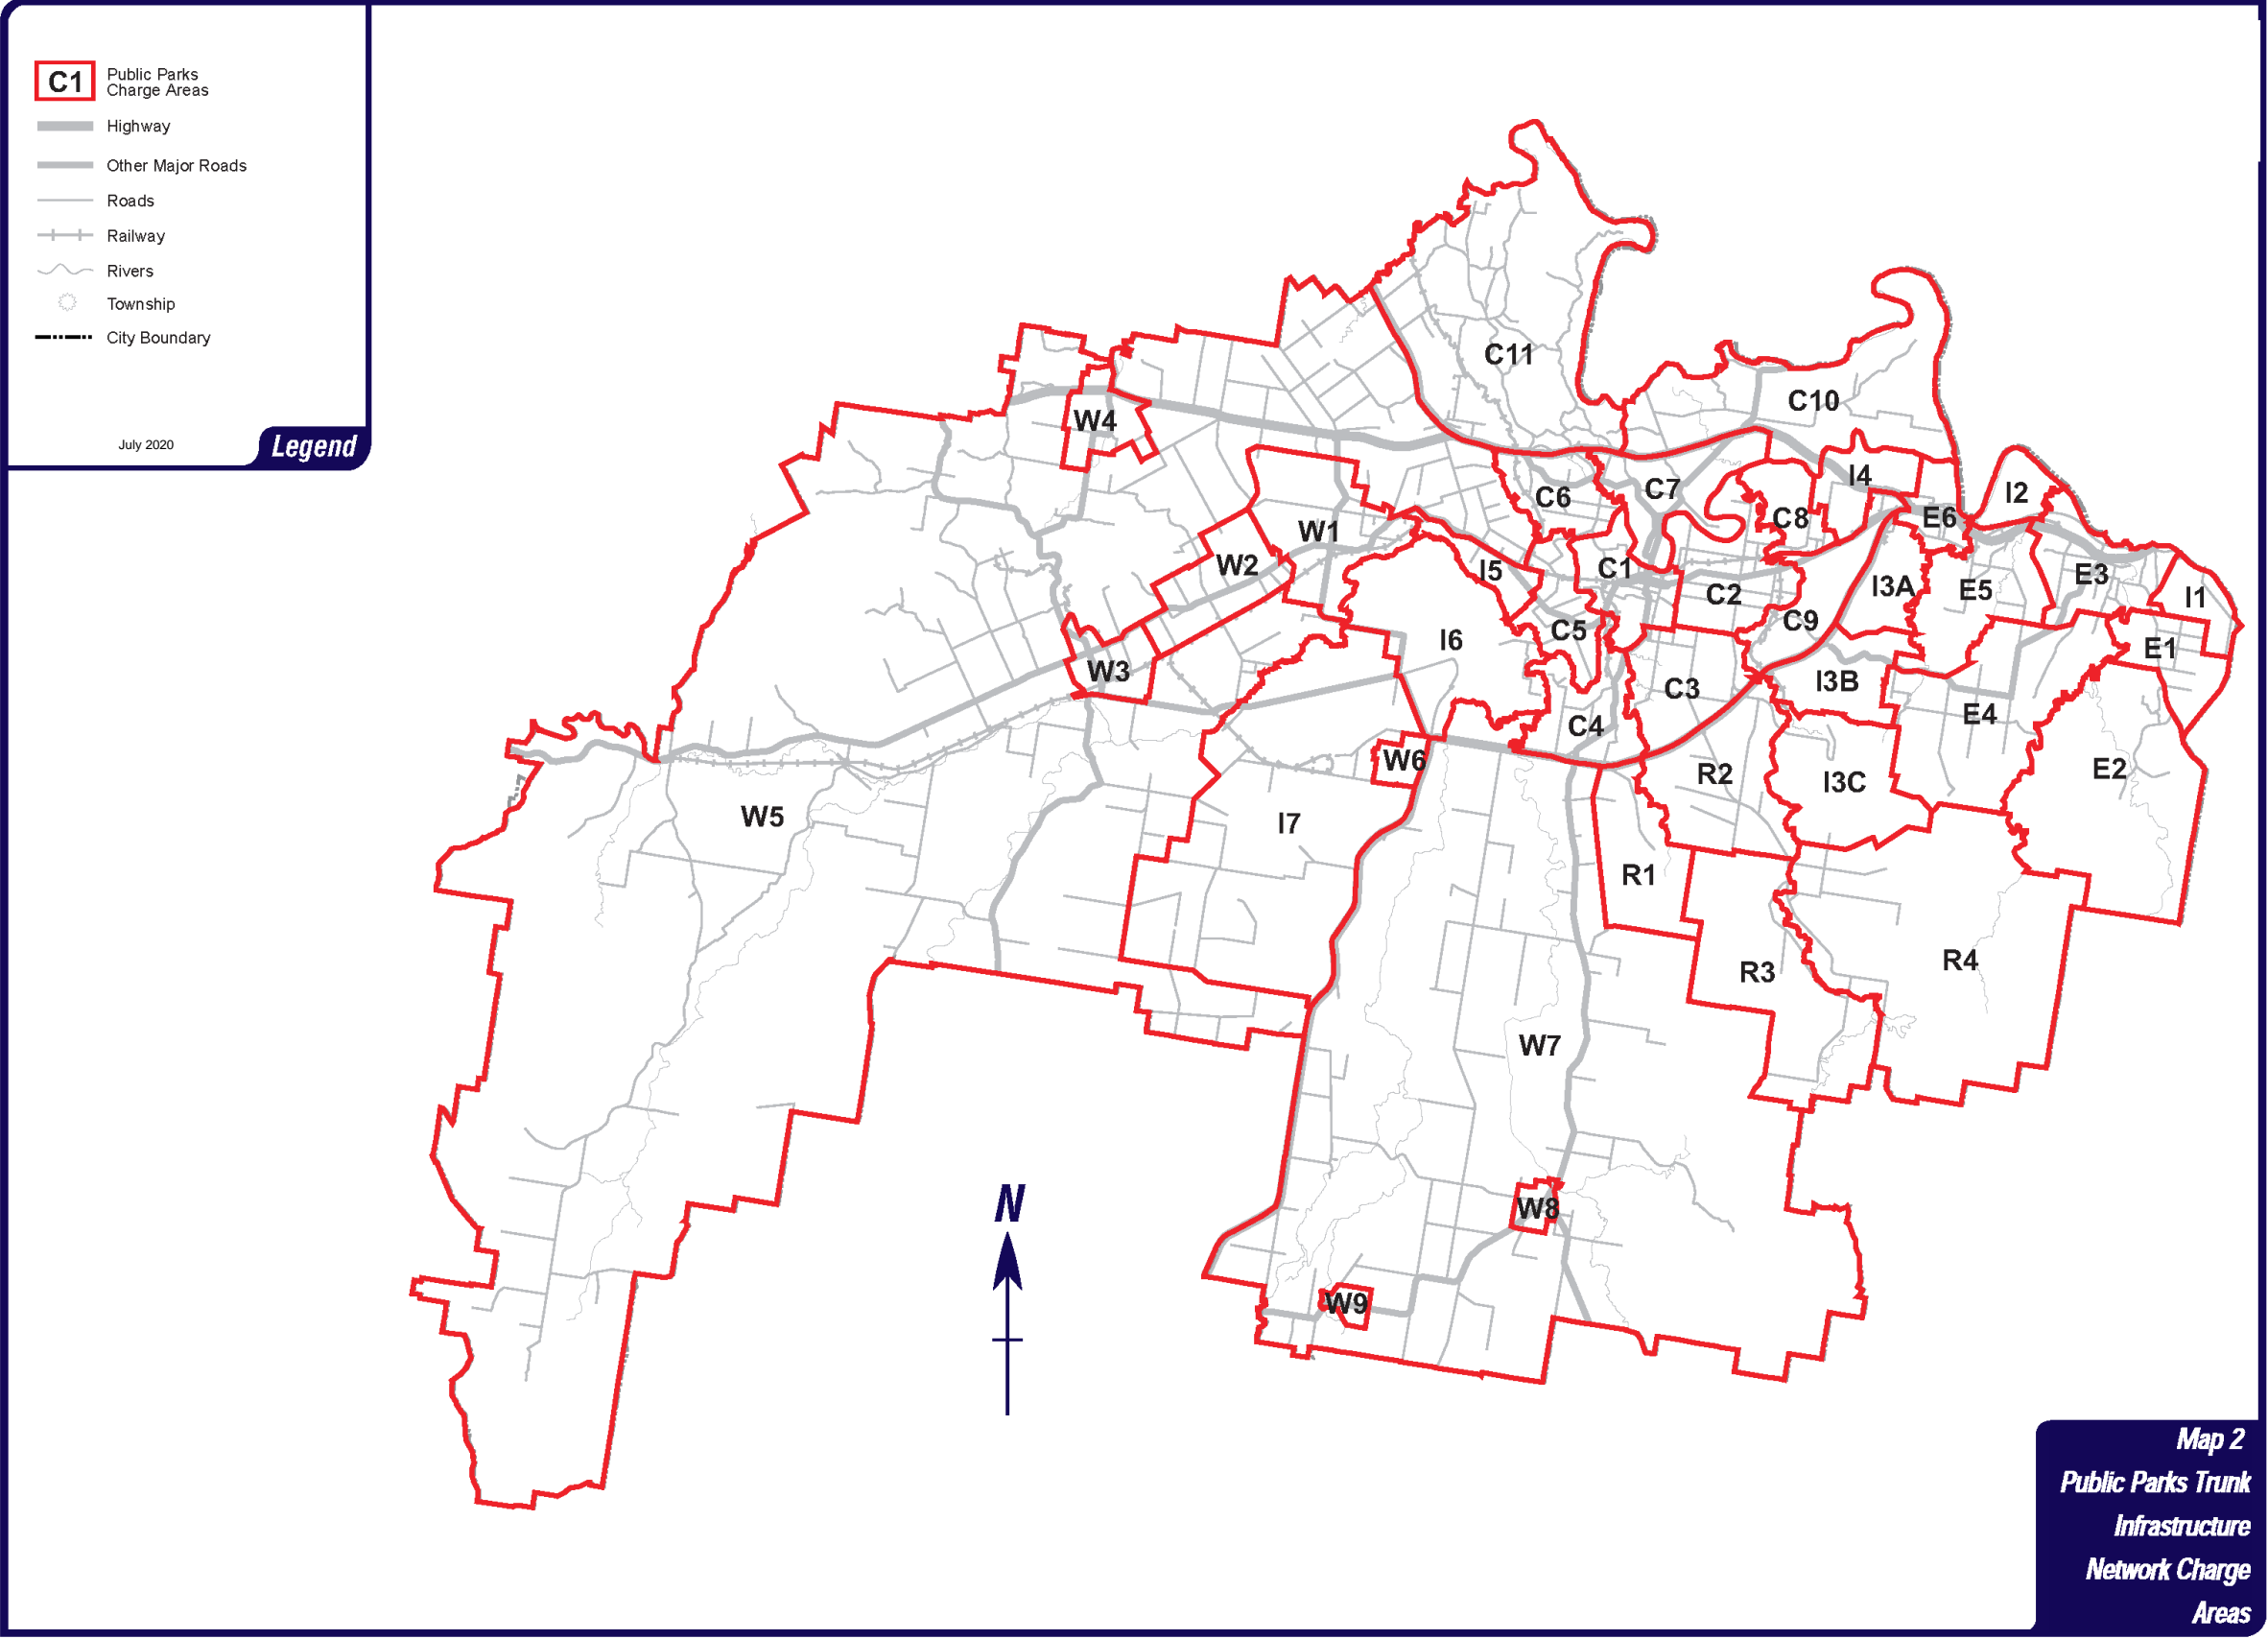 C1
Public Parks
Charge Areas
Highway
Other Major Roads
Roads
Railway
Rivers
Township
City Boundary
July 2020
Legend
C11
C10
W4
I4
C6
C7
I2
C8
E6
W1
W2
I5
C1
I3A
E5
E3
C2
I1
C9
C5
I6
E1
W3
C3
I3B
C4
E4
W6
R2
I3C
E2
W5
I7
R1
R4
R3
W7
W8
W9
N
Map 2
Public Parks Trunk
Infrastructure
Network Charge
Areas